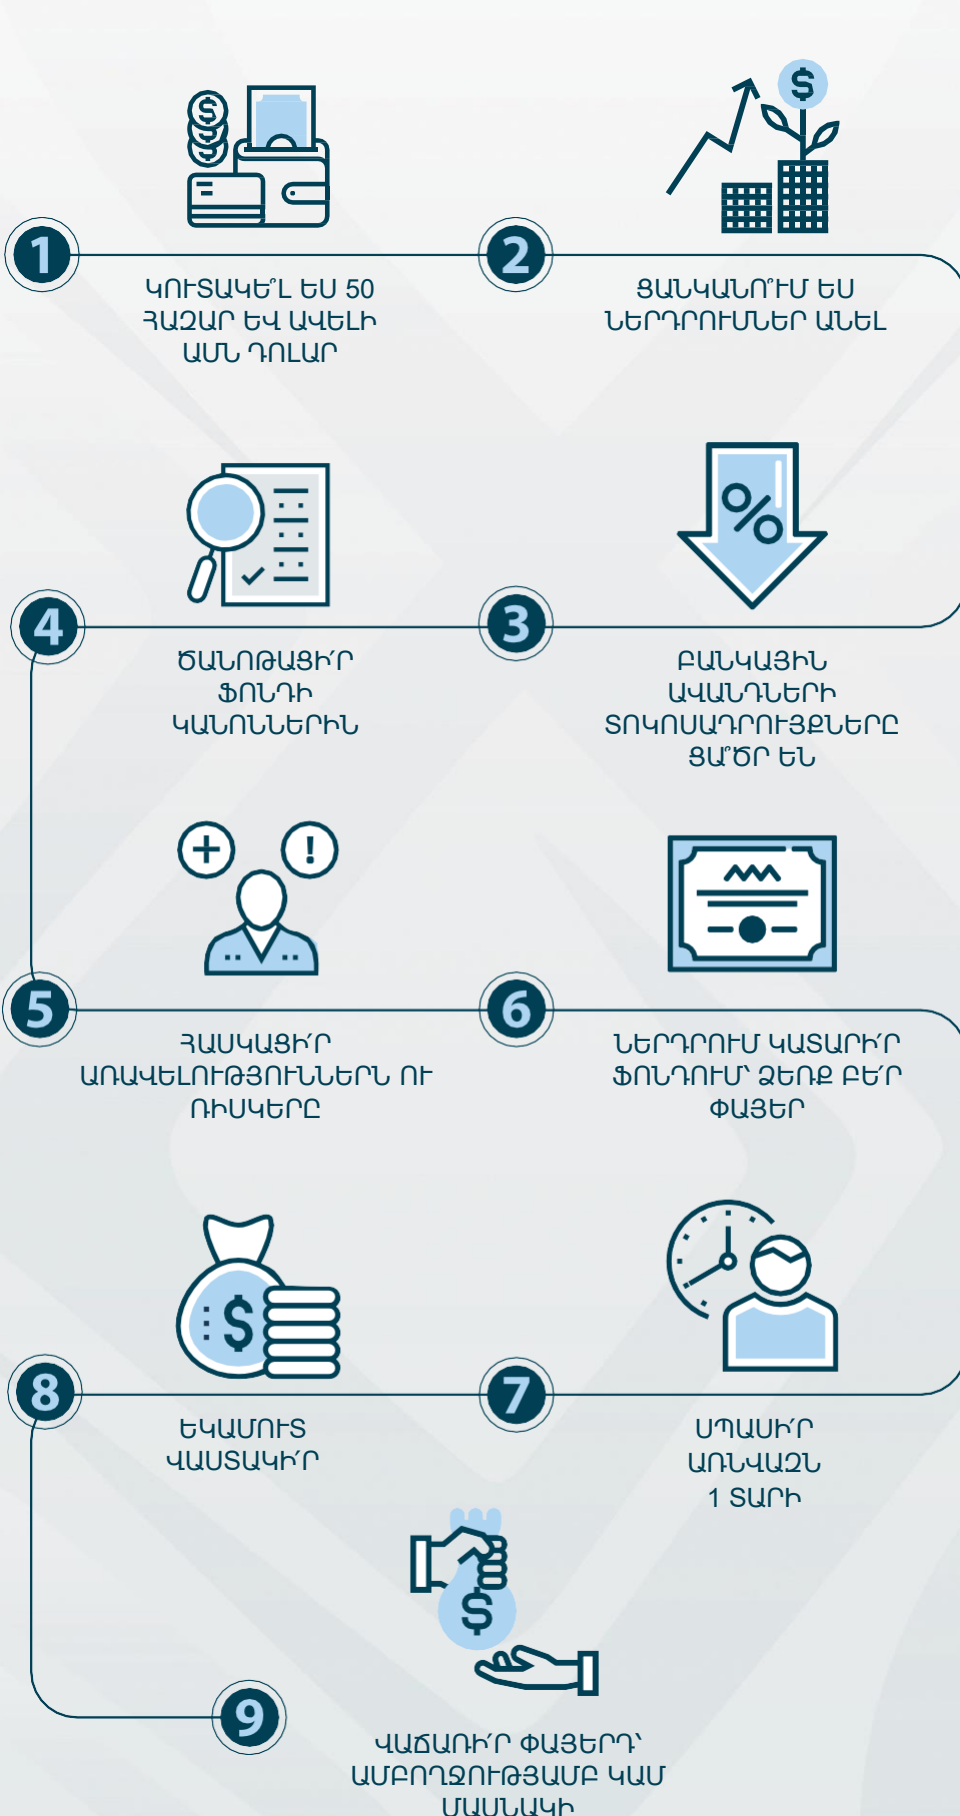 1
ԿՈՒՏԱԿԵ՞Լ ԵՍ 50
ՀԱԶԱՐ ԵՎ ԱՎԵԼԻ
ԱՄՆ ԴՈԼԱՐ
2
ՑԱՆԿԱՆՈ՞ՒՄ ԵՍ
ՆԵՐԴՐՈՒՄՆԵՐ ԱՆԵԼ
3
ԲԱՆԿԱՅԻՆ
ԱՎԱՆԴՆԵՐԻ
ՏՈԿՈՍԱԴՐՈՒՅՔՆԵՐԸ
ՑԱ՞ԾՐ ԵՆ
4
ԾԱՆՈԹԱՑԻ՛Ր
ՖՈՆԴԻ
ԿԱՆՈՆՆԵՐԻՆ
5
ՀԱՍԿԱՑԻ՛Ր
ԱՌԱՎԵԼՈՒԹՅՈՒՆՆԵՐՆ ՈՒ
ՌԻՍԿԵՐԸ
6
ՆԵՐԴՐՈՒՄ ԿԱՏԱՐԻ՛Ր
ՖՈՆԴՈՒՄ՝ ՁԵՌՔ ԲԵ՛Ր
ՓԱՅԵՐ
7
ՍՊԱՍԻ՛Ր
ԱՌՆՎԱԶՆ
1 ՏԱՐԻ
8
ԵԿԱՄՈՒՏ
ՎԱՍՏԱԿԻ՛Ր
9
ՎԱՃԱՌԻ՛Ր ՓԱՅԵՐԴ՝
ԱՄԲՈՂՋՈՒԹՅԱՄԲ ԿԱՄ
ՄԱՍՆԱԿԻ